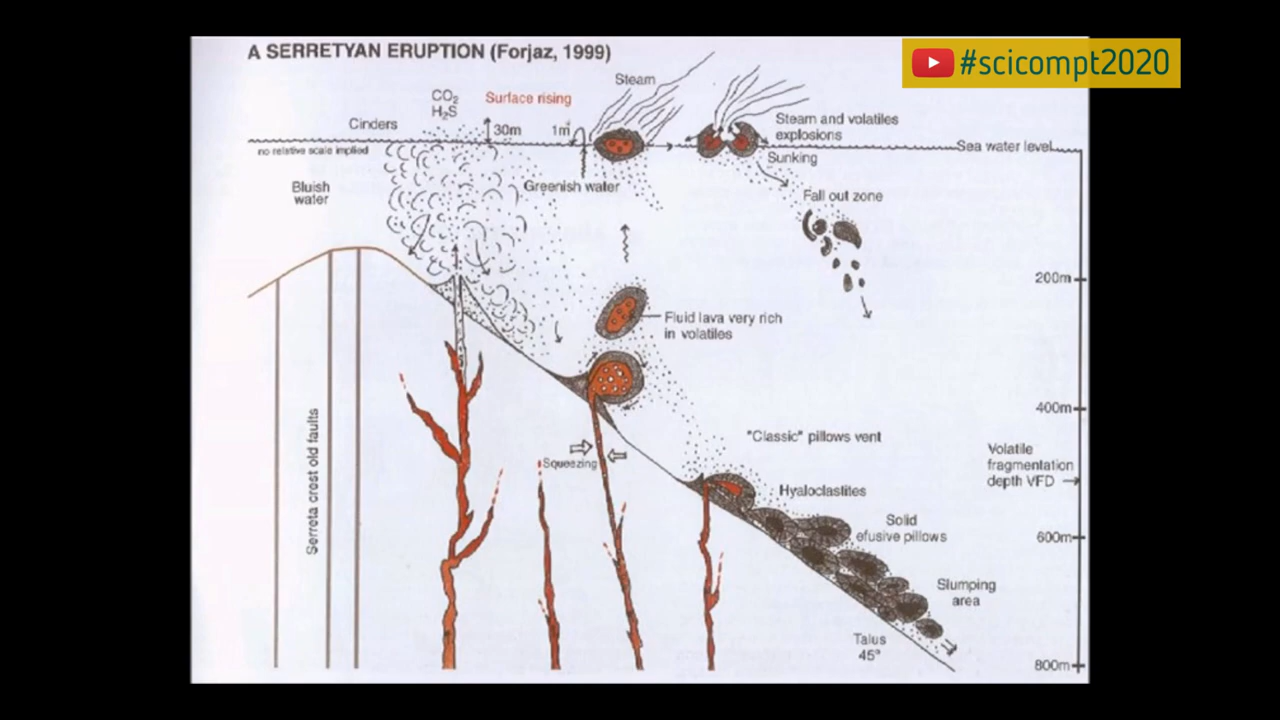 A SERRETYAN ERUPTION (Forjaz, 1999)
#scicompt2020
Steam
CO₂
H₂S
Surface rising
Cinders
30m
1m
Steam and volatiles
explosions
no relative scale implied
Sea water level
Sunking
Bluish
water
Greenish water
Fall out zone
200m
Fluid lava very rich
in volatiles
400m
"Classic" pillows vent
Volatile
fragmentation
depth VFD
Squeezing
Serreta crest old faults
Hyaloclastites
Solid
efusive pillows
600m
Slumping
area
Talus
45°
800m